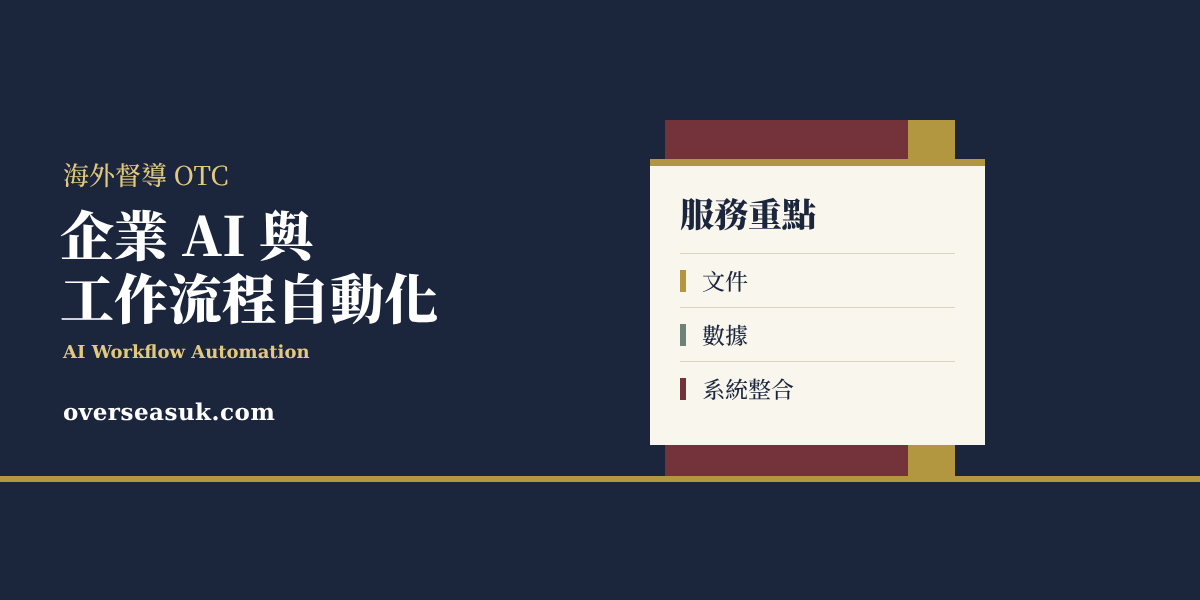 海外督導 OTC
企業 AI 與
工作流程自動化
AI Workflow Automation
overseasuk.com
服務重點
文件
數據
系統整合